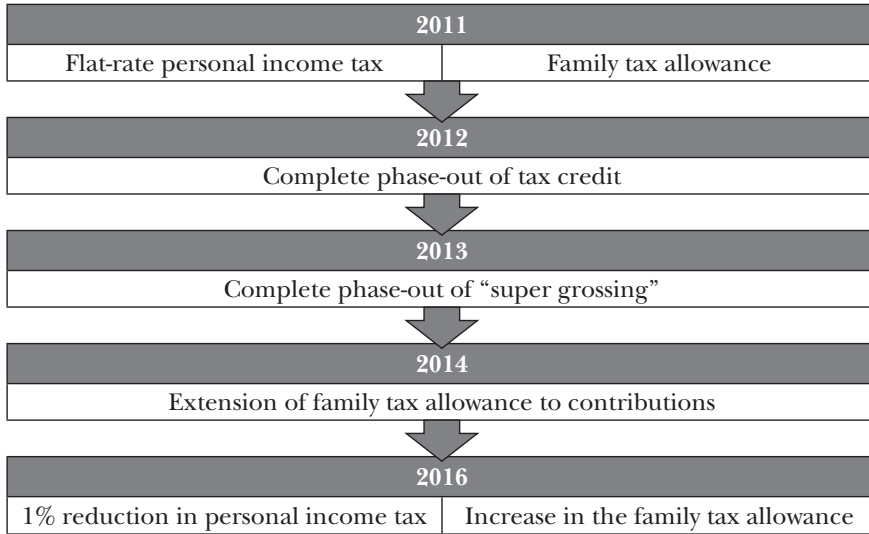 2011
Flat-rate personal income tax
Family tax allowance
2012
Complete phase-out of tax credit
2013
Complete phase-out of “super grossing”
2014
Extension of family tax allowance to contributions
2016
1% reduction in personal income tax
Increase in the family tax allowance